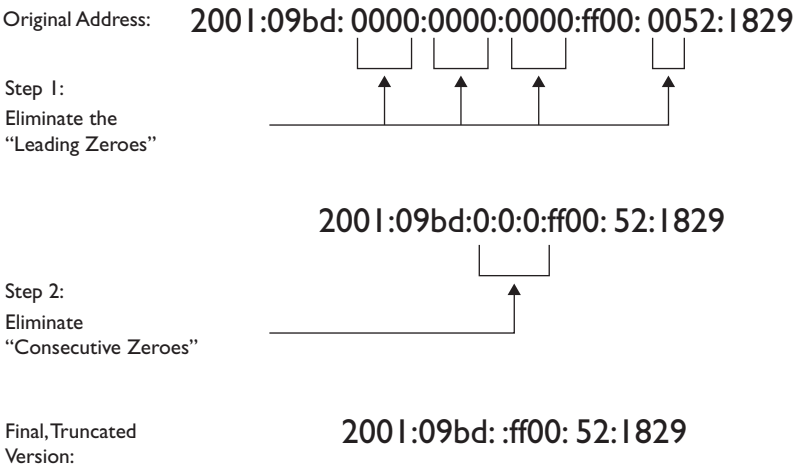 Original Address:
2001:09bd: 0000:0000:0000:ff00: 0052:1829
Step 1:
Eliminate the
“Leading Zeroes”
2001:09bd:0:0:0:ff00: 52:1829
Step 2:
Eliminate
“Consecutive Zeroes”
Final, Truncated
Version:
2001:09bd: :ff00: 52:1829